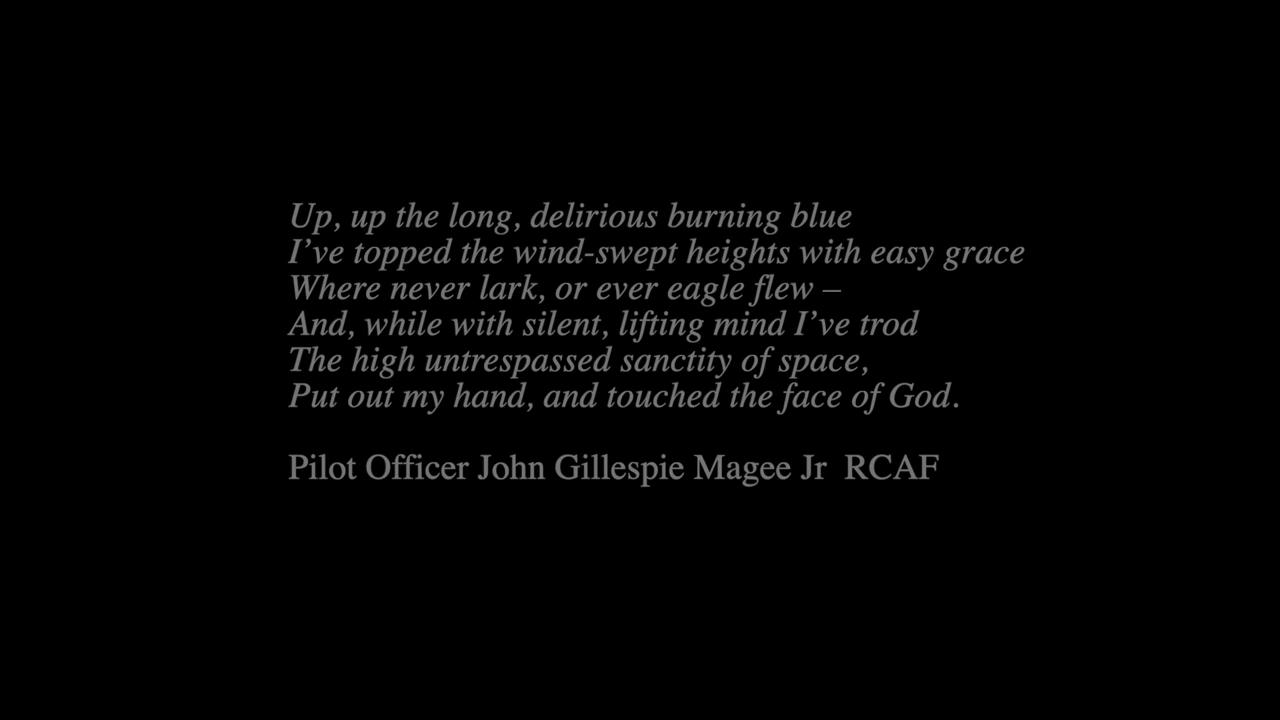 Up, up the long, delirious burning blue
I’ve topped the wind-swept heights with easy grace
Where never lark, or ever eagle flew –
And, while with silent, lifting mind I’ve trod
The high untrespassed sanctity of space,
Put out my hand, and touched the face of God.
Pilot Officer John Gillespie Magee Jr  RCAF